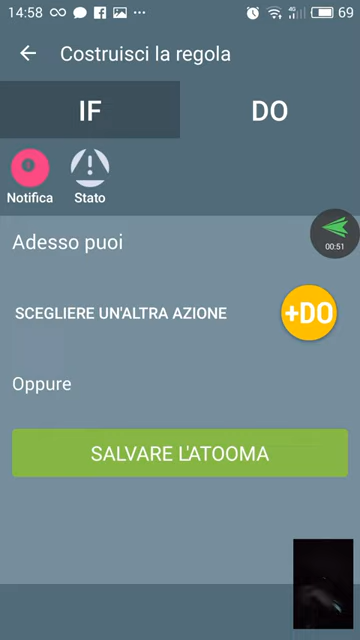 14:58 69
Costruisci la regola
IF DO
Notifica Stato
Adesso puoi
00:51
SCEGLIERE UN'ALTRA AZIONE +DO
Oppure
SALVARE L'ATOOMA